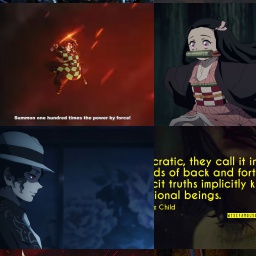 Summon one hundred times the power by force!
cratic, they call it in
ds of back and fort
cit truths implicitly k
ional beings.
Child